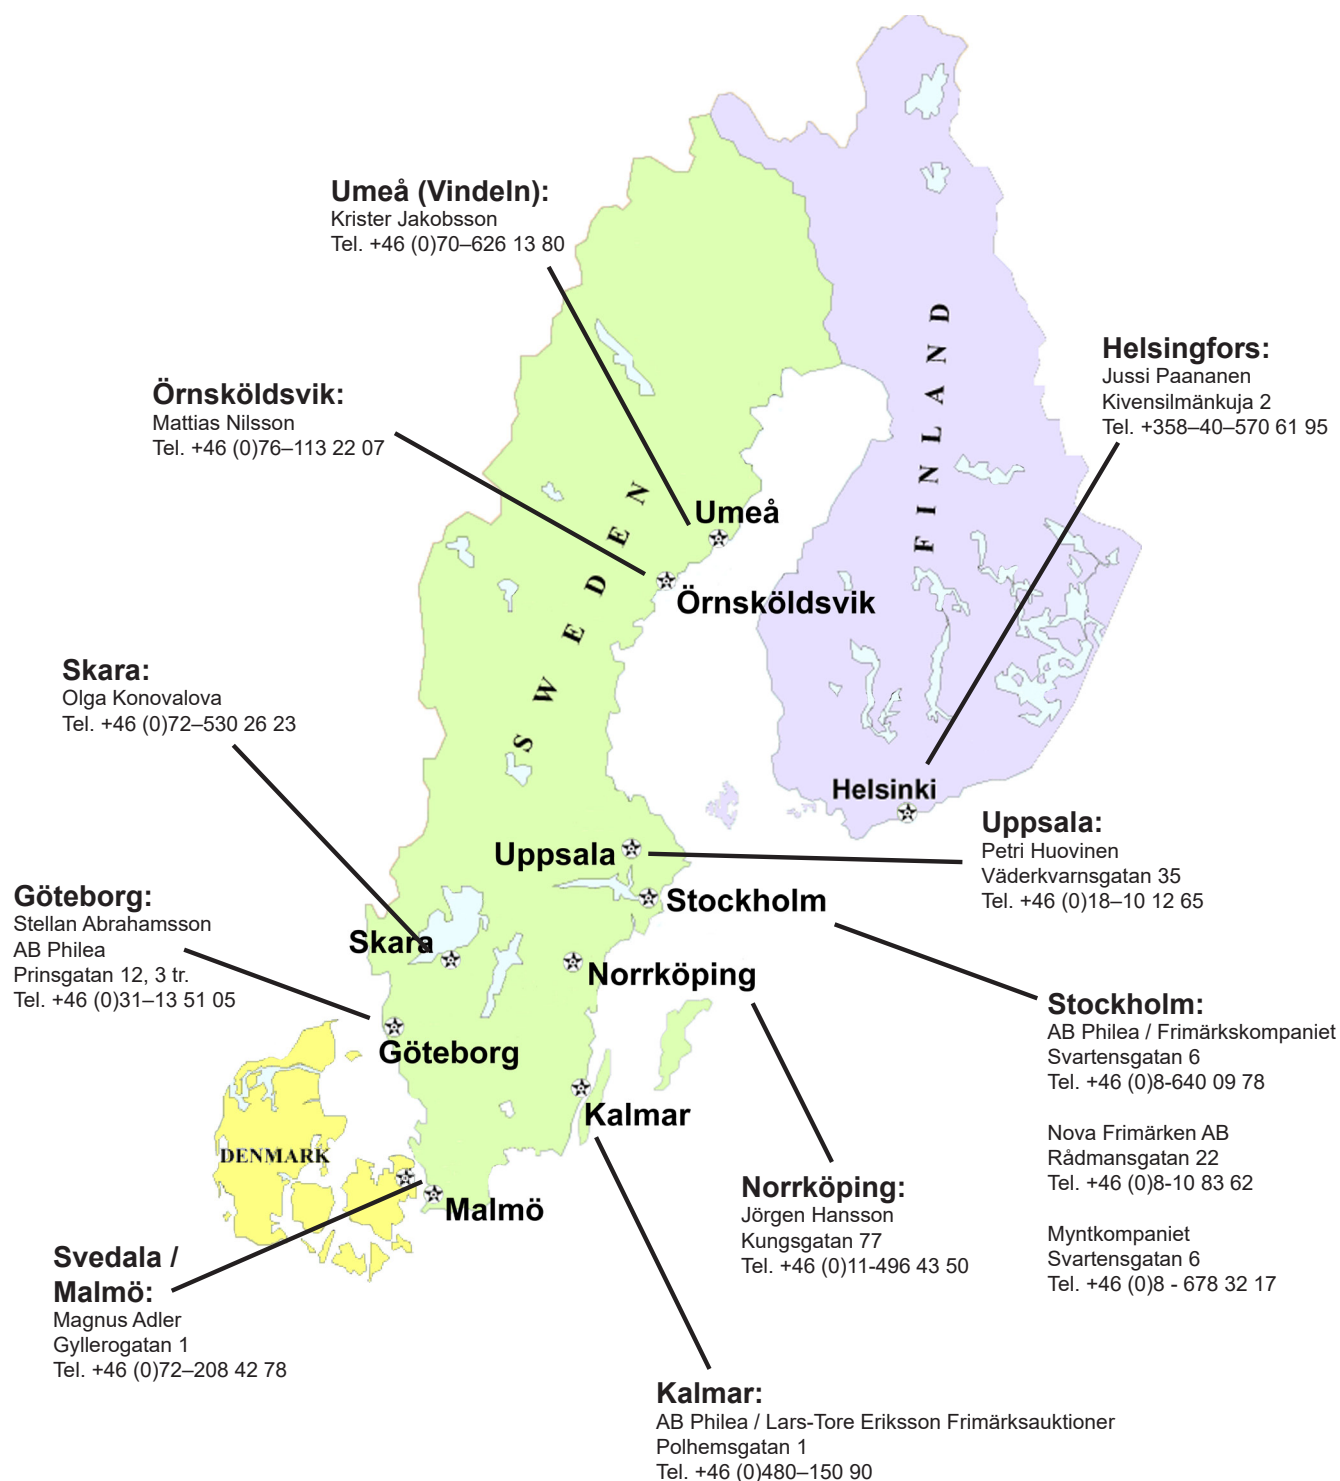 Umeå (Vindeln):
Krister Jakobsson
Tel. +46 (0)70–626 13 80
Helsingfors:
Jussi Paananen
Kivensilmänkuja 2
Tel. +358–40–570 61 95
Örnsköldsvik:
Mattias Nilsson
Tel. +46 (0)76–113 22 07
FINLAND
SWEDEN
Umeå
Örnsköldsvik
Skara:
Olga Konovalova
Tel. +46 (0)72–530 26 23
Helsinki
Uppsala:
Petri Huovinen
Väderkvarnsgatan 35
Tel. +46 (0)18–10 12 65
Uppsala
Stockholm
Göteborg:
Stellan Abrahamsson
AB Philea
Prinsgatan 12, 3 tr.
Tel. +46 (0)31–13 51 05
Skara
Norrköping
Göteborg
Stockholm:
AB Philea / Frimärkskompaniet
Svartensgatan 6
Tel. +46 (0)8-640 09 78
Nova Frimärken AB
Rådmansgatan 22
Tel. +46 (0)8-10 83 62
Myntkompaniet
Svartensgatan 6
Tel. +46 (0)8 - 678 32 17
Kalmar
DENMARK
Malmö
Norrköping:
Jörgen Hansson
Kungsgatan 77
Tel. +46 (0)11-496 43 50
Svedala /
Malmö:
Magnus Adler
Gyllerogatan 1
Tel. +46 (0)72–208 42 78
Kalmar:
AB Philea / Lars-Tore Eriksson Frimärksauktioner
Polhemsgatan 1
Tel. +46 (0)480–150 90